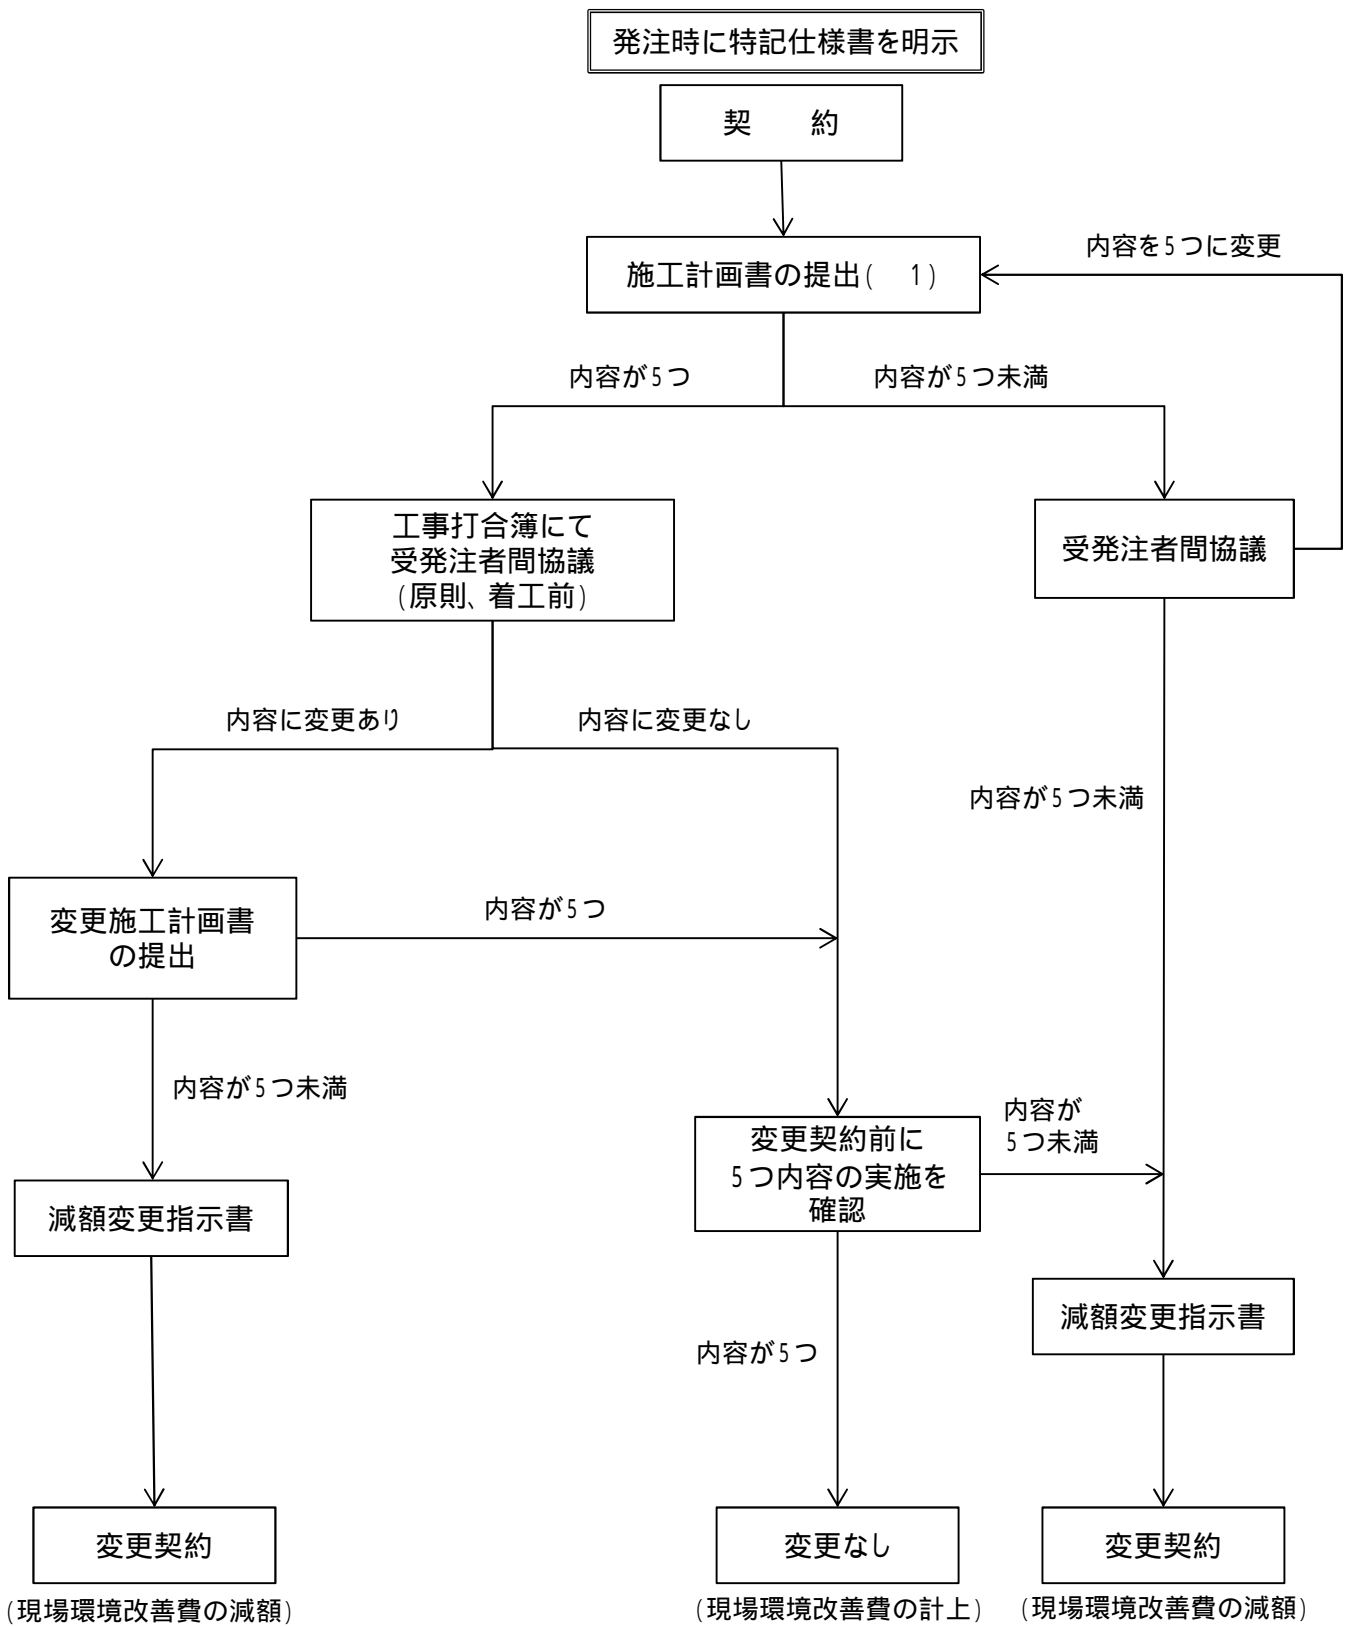 発注時に特記仕様書を明示
契　　約
施工計画書の提出(　1)
内容を5つに変更
内容が5つ
内容が5つ未満
工事打合簿にて
受発注者間協議
(原則、着工前)
受発注者間協議
内容に変更あり
内容に変更なし
内容が5つ未満
変更施工計画書
の提出
内容が5つ
内容が5つ未満
変更契約前に
5つ内容の実施を
確認
内容が
5つ未満
減額変更指示書
減額変更指示書
内容が5つ
変更契約
(現場環境改善費の減額)
変更なし
(現場環境改善費の計上)
変更契約
(現場環境改善費の減額)